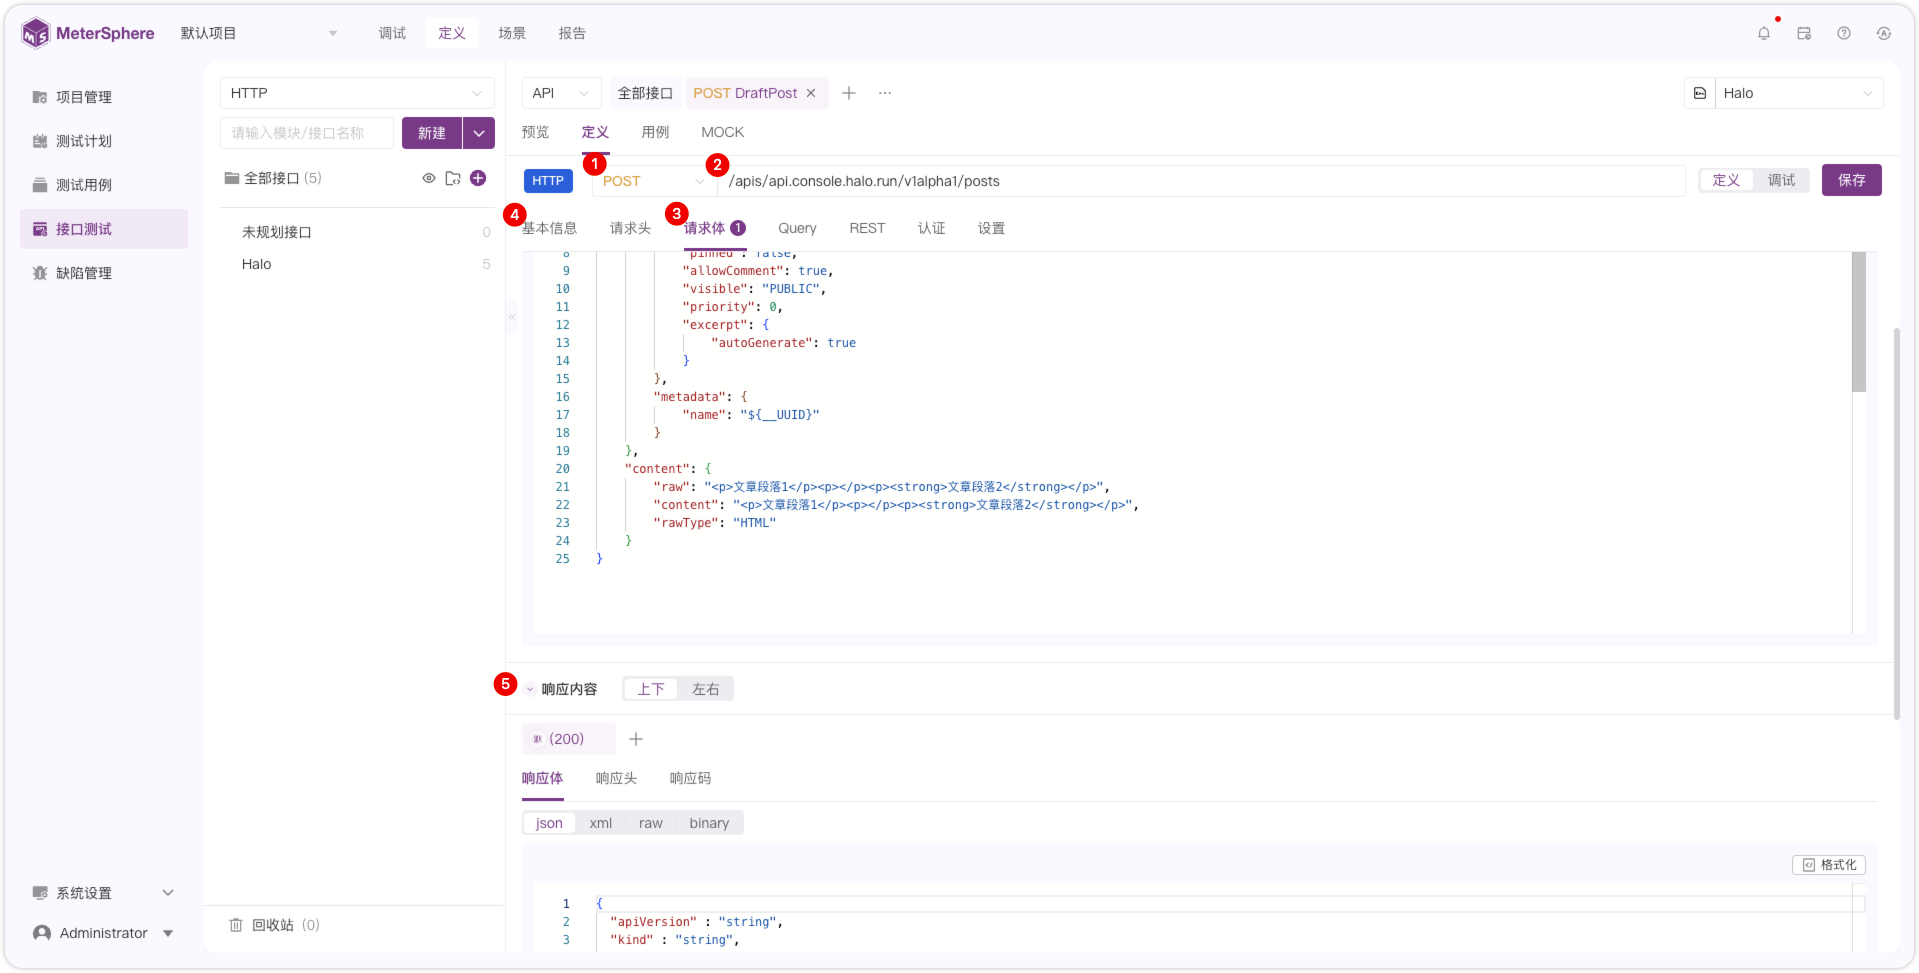 MeterSphere 默认项目 调试 定义 场景 报告
项目管理
测试计划
测试用例
接口测试
缺陷管理
系统设置
Administrator
HTTP
请输入模块/接口名称 新建
全部接口 (5)
未规划接口 0
Halo 5
回收站 (0)
API 全部接口 POST DraftPost Halo
预览 定义 用例 MOCK
1 2
HTTP POST /apis/api.console.halo.run/v1alpha1/posts 定义 调试 保存
4 3
基本信息 请求头 请求体 1 Query REST 认证 设置
8 "pinned": false,
9 "allowComment": true,
10 "visible": "PUBLIC",
11 "priority": 0,
12 "excerpt": {
13 "autoGenerate": true
14 }
15 },
16 "metadata": {
17 "name": "${__UUID}"
18 }
19 },
20 "content": {
21 "raw": "<p>文章段落1</p><p></p><p><strong>文章段落2</strong></p>",
22 "content": "<p>文章段落1</p><p></p><p><strong>文章段落2</strong></p>",
23 "rawType": "HTML"
24 }
25 }
5 响应内容 上下 左右
默 (200)
响应体 响应头 响应码
json xml raw binary
格式化
1 {
2 "apiVersion" : "string",
3 "kind" : "string",